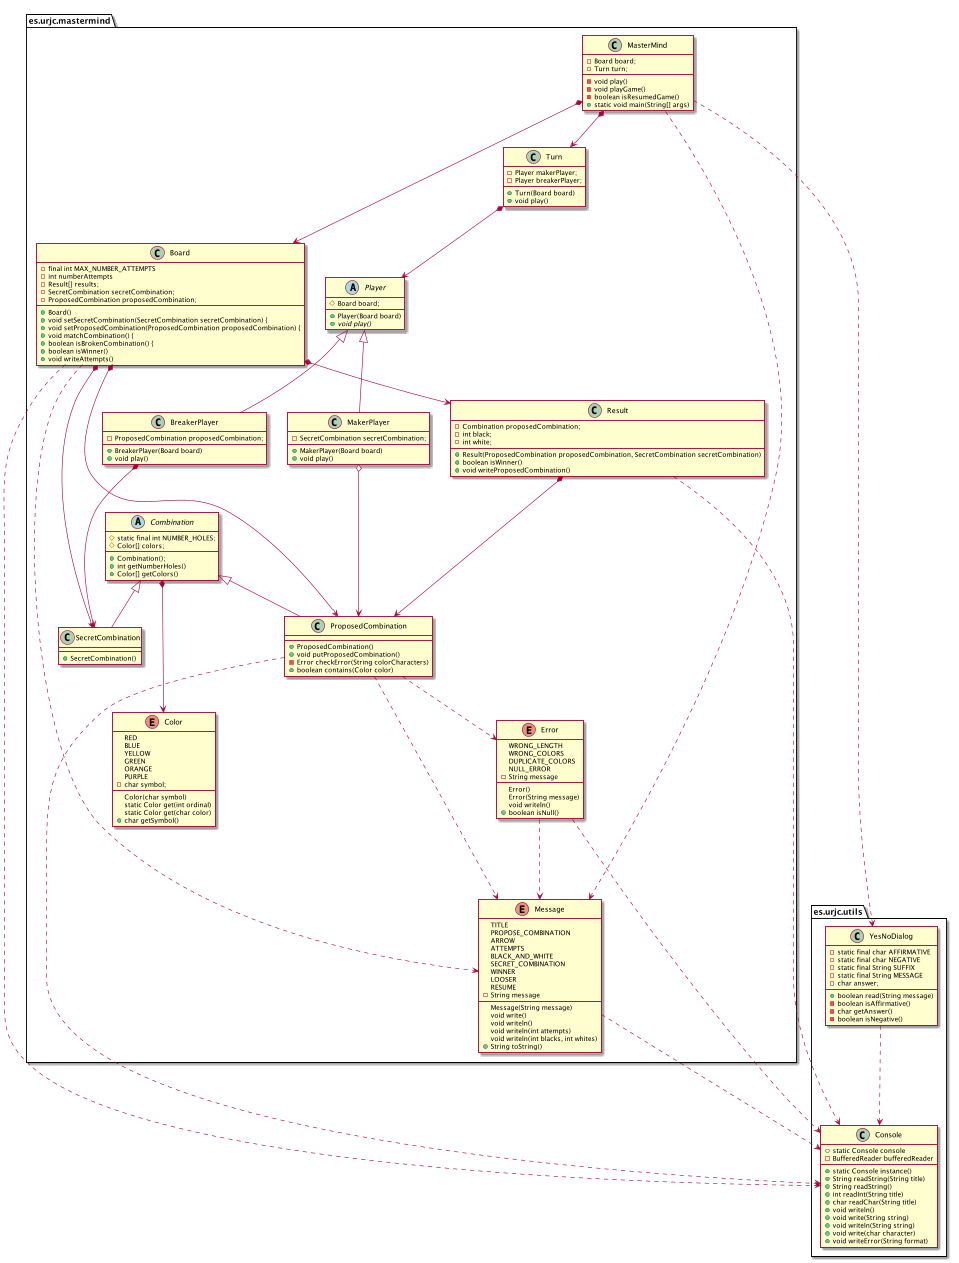 es.urjc.mastermind
C MasterMind
Board board;
Turn turn;
void play()
void playGame()
boolean isResumedGame()
static void main(String[] args)
C Turn
Player makerPlayer;
Player breakerPlayer;
Turn(Board board)
void play()
C Board
final int MAX_NUMBER_ATTEMPTS
int numberAttempts
Result[] results;
SecretCombination secretCombination;
ProposedCombination proposedCombination;
Board()
void setSecretCombination(SecretCombination secretCombination) {
void setProposedCombination(ProposedCombination proposedCombination) {
void matchCombination() {
boolean isBrokenCombination() {
boolean isWinner()
void writeAttempts()
A Player
Board board;
Player(Board board)
void play()
C BreakerPlayer
ProposedCombination proposedCombination;
BreakerPlayer(Board board)
void play()
C MakerPlayer
SecretCombination secretCombination;
MakerPlayer(Board board)
void play()
C Result
Combination proposedCombination;
int black;
int white;
Result(ProposedCombination proposedCombination, SecretCombination secretCombination)
boolean isWinner()
void writeProposedCombination()
A Combination
static final int NUMBER_HOLES;
Color[] colors;
Combination();
int getNumberHoles()
Color[] getColors()
C SecretCombination
SecretCombination()
C ProposedCombination
ProposedCombination()
void putProposedCombination()
Error checkError(String colorCharacters)
boolean contains(Color color)
E Color
RED
BLUE
YELLOW
GREEN
ORANGE
PURPLE
char symbol;
Color(char symbol)
static Color get(int ordinal)
static Color get(char color)
char getSymbol()
E Error
WRONG_LENGTH
WRONG_COLORS
DUPLICATE_COLORS
NULL_ERROR
String message
Error()
Error(String message)
void writeln()
boolean isNull()
E Message
TITLE
PROPOSE_COMBINATION
ARROW
ATTEMPTS
BLACK_AND_WHITE
SECRET_COMBINATION
WINNER
LOOSER
RESUME
String message
Message(String message)
void write()
void writeln()
void writeln(int attempts)
void writeln(int blacks, int whites)
String toString()
es.urjc.utils
C YesNoDialog
static final char AFFIRMATIVE
static final char NEGATIVE
static final String SUFFIX
static final String MESSAGE
char answer;
boolean read(String message)
boolean isAffirmative()
char getAnswer()
boolean isNegative()
C Console
static Console console
BufferedReader bufferedReader
static Console instance()
String readString(String title)
String readString()
int readInt(String title)
char readChar(String title)
void writeln()
void write(String string)
void writeln(String string)
void write(char character)
void writeError(String format)